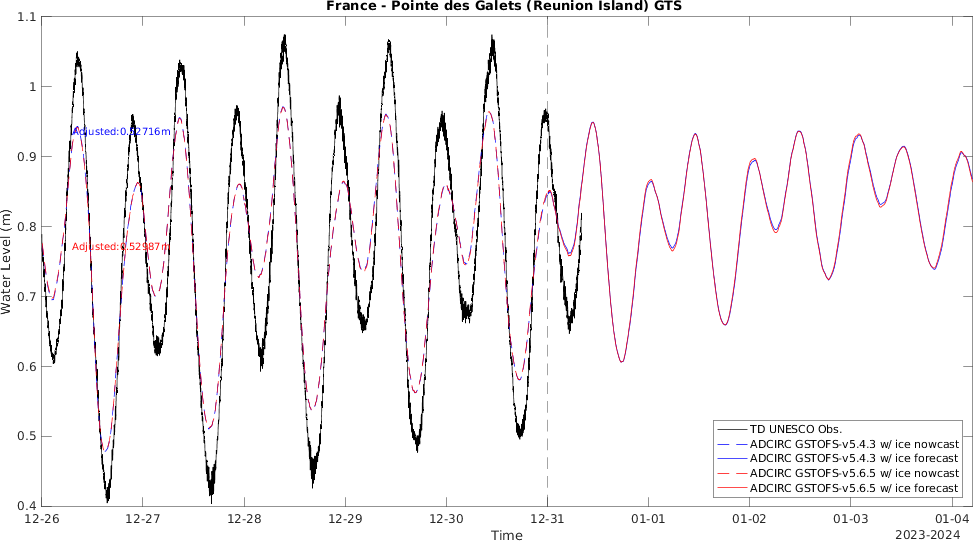 France - Pointe des Galets (Reunion Island) GTS
1.1
1
0.9
0.8
0.7
0.6
0.5
0.4
Water Level (m)
Adjusted:0.52716m
Adjusted:0.52987m
TD UNESCO Obs.
ADCIRC GSTOFS-v5.4.3 w/ ice nowcast
ADCIRC GSTOFS-v5.4.3 w/ ice forecast
ADCIRC GSTOFS-v5.6.5 w/ ice nowcast
ADCIRC GSTOFS-v5.6.5 w/ ice forecast
12-26 12-27 12-28 12-29 12-30 12-31 01-01 01-02 01-03 01-04
Time
2023-2024